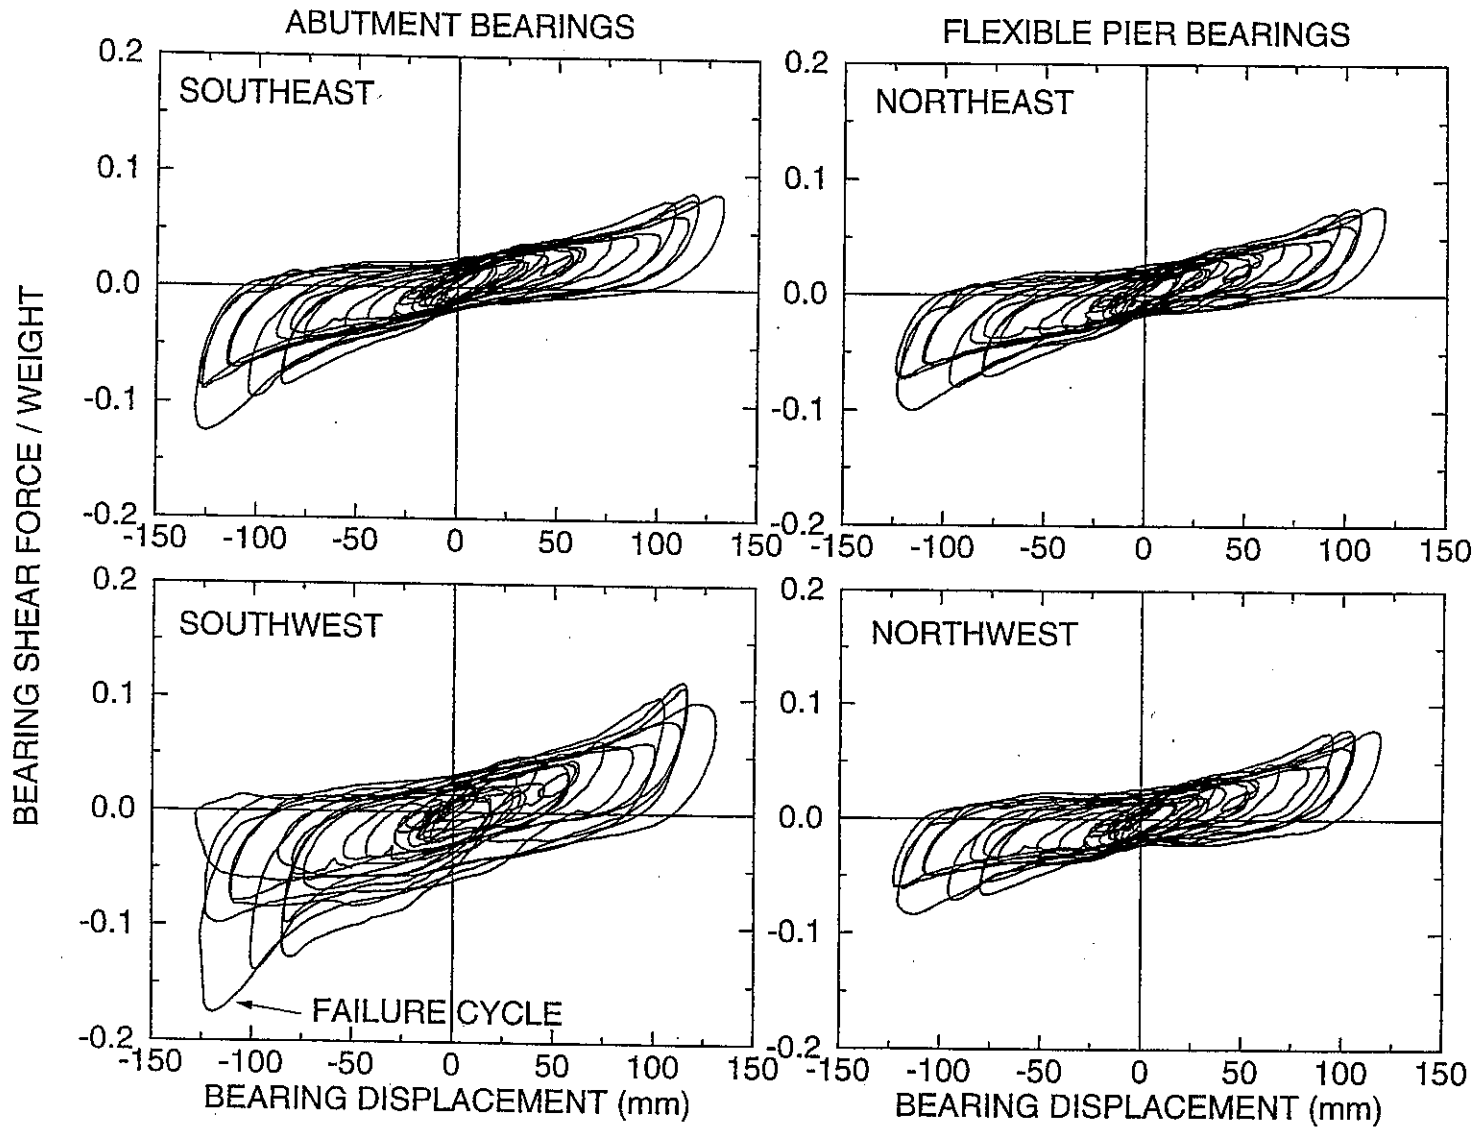 ABUTMENT BEARINGS
FLEXIBLE PIER BEARINGS
BEARING SHEAR FORCE / WEIGHT
SOUTHEAST
0.2
0.1
0.0
-0.1
-0.2
-150 -100 -50 0 50 100 150
NORTHEAST
0.2
0.1
0.0
-0.1
-0.2
-150 -100 -50 0 50 100 150
SOUTHWEST
0.2
0.1
0.0
-0.1
-0.2
FAILURE CYCLE
-150 -100 -50 0 50 100 150
BEARING DISPLACEMENT (mm)
NORTHWEST
0.2
0.1
0.0
-0.1
-0.2
-150 -100 -50 0 50 100 150
BEARING DISPLACEMENT (mm)